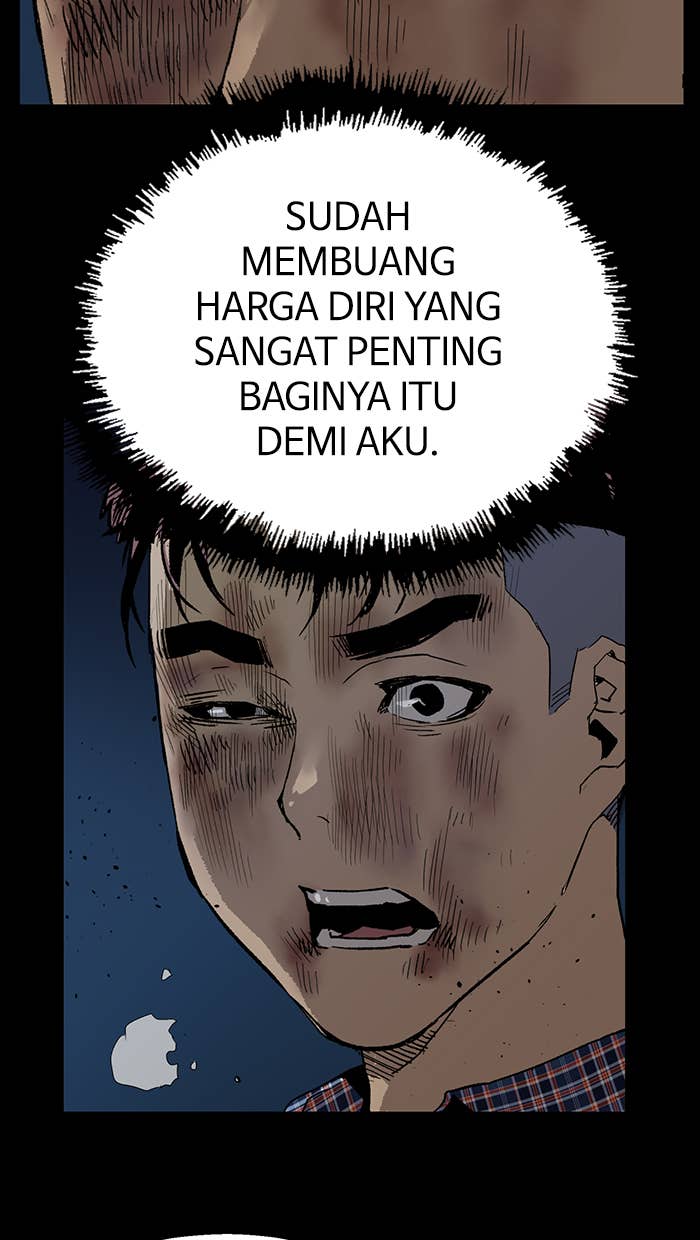 SUDAH
MEMBUANG
HARGA DIRI YANG
SANGAT PENTING
BAGINYA ITU
DEMI AKU.